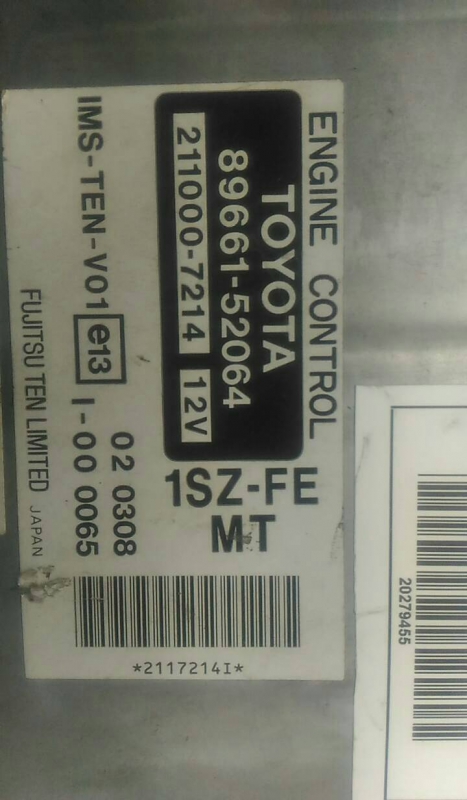 ENGINE CONTROL
TOYOTA
89661-52064
211000-7214 12V
1SZ-FE
MT
IMS-TEN-V01 e13 02 0308
1-00 0065
FUJITSU TEN LIMITED JAPAN
*2117214I*
20279455